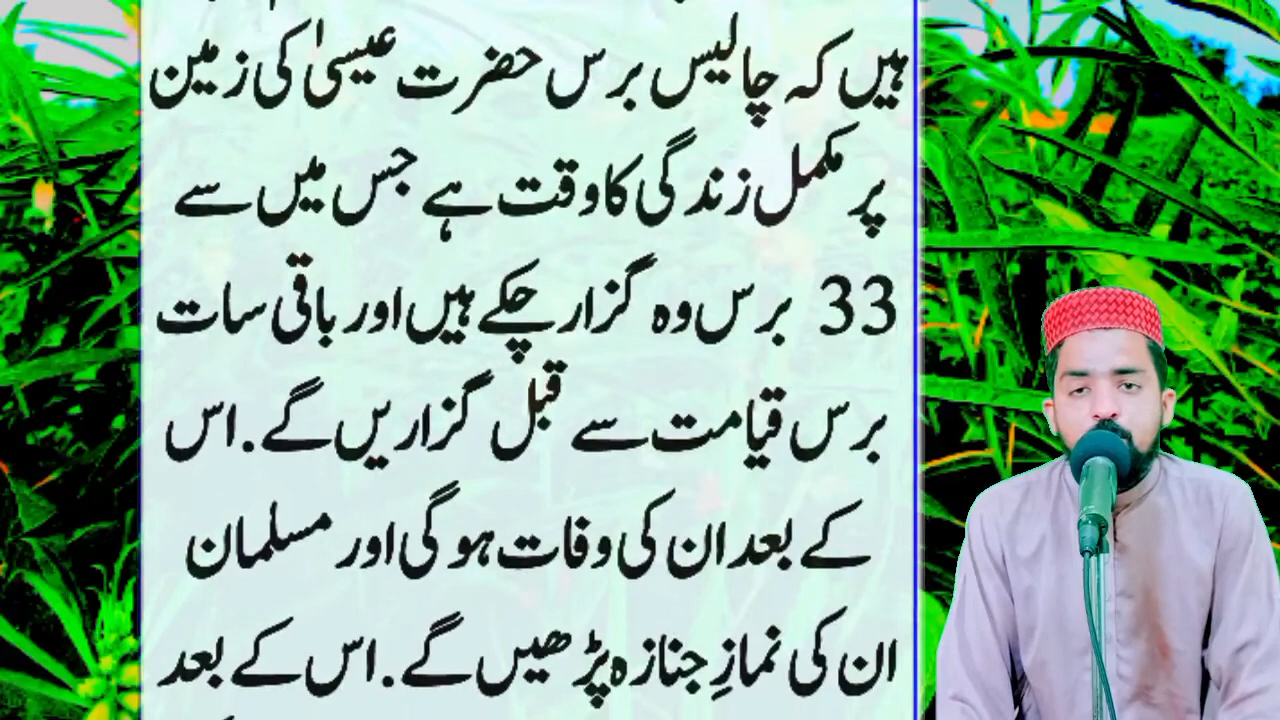 ہیں کہ چالیس برس حضرت عیسیٰ کی زمین
پر مکمل زندگی کا وقت ہے جس میں سے
33 برس وہ گزار چکے ہیں اور باقی سات
برس قیامت سے قبل گزاریں گے. اس
کے بعد ان کی وفات ہو گی اور مسلمان
ان کی نمازِ جنازہ پڑھیں گے. اس کے بعد